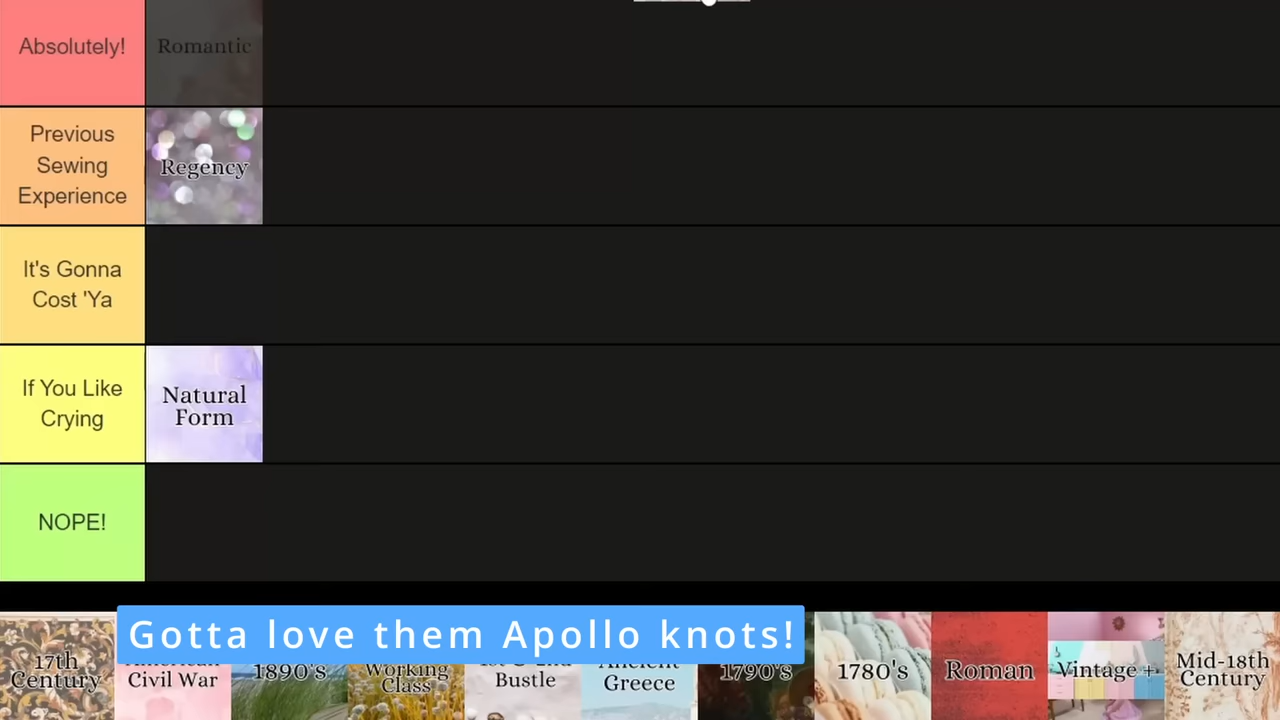 Absolutely!
Romantic
Previous
Sewing
Experience
Regency
It's Gonna
Cost 'Ya
If You Like
Crying
Natural
Form
NOPE!
Gotta love them Apollo knots!
17th
Century
American
Civil War
1890's
Working
Class
Bustle
Ancient
Greece
1790's
1780's
Roman
Vintage +
Mid-18th
Century